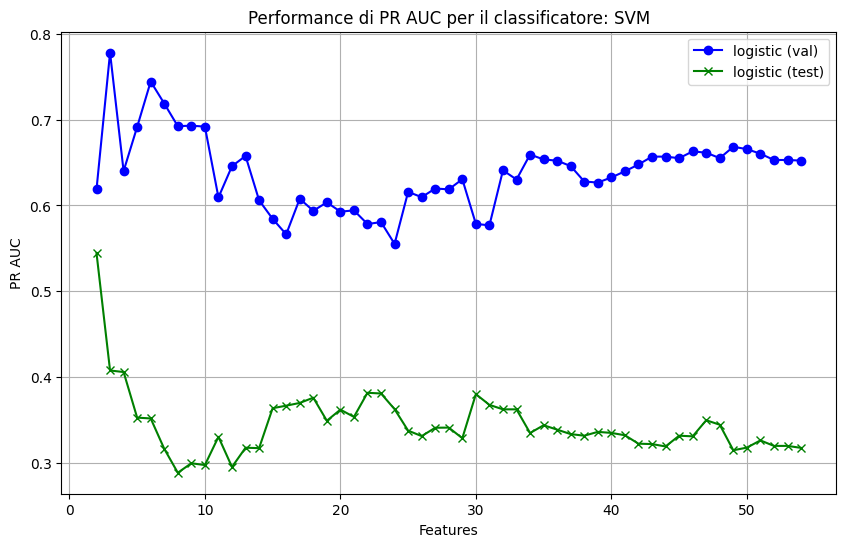 Performance di PR AUC per il classificatore: SVM
logistic (val)
logistic (test)
PR AUC
0.8
0.7
0.6
0.5
0.4
0.3
0
10
20
30
40
50
Features